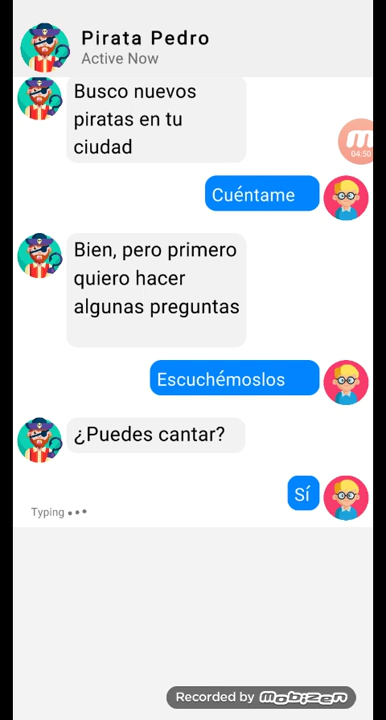 Pirata Pedro
Active Now
Busco nuevos
piratas en tu
ciudad
04:50
Cuéntame
Bien, pero primero
quiero hacer
algunas preguntas
Escuchémoslos
¿Puedes cantar?
Sí
Typing •••
Recorded by mobizen